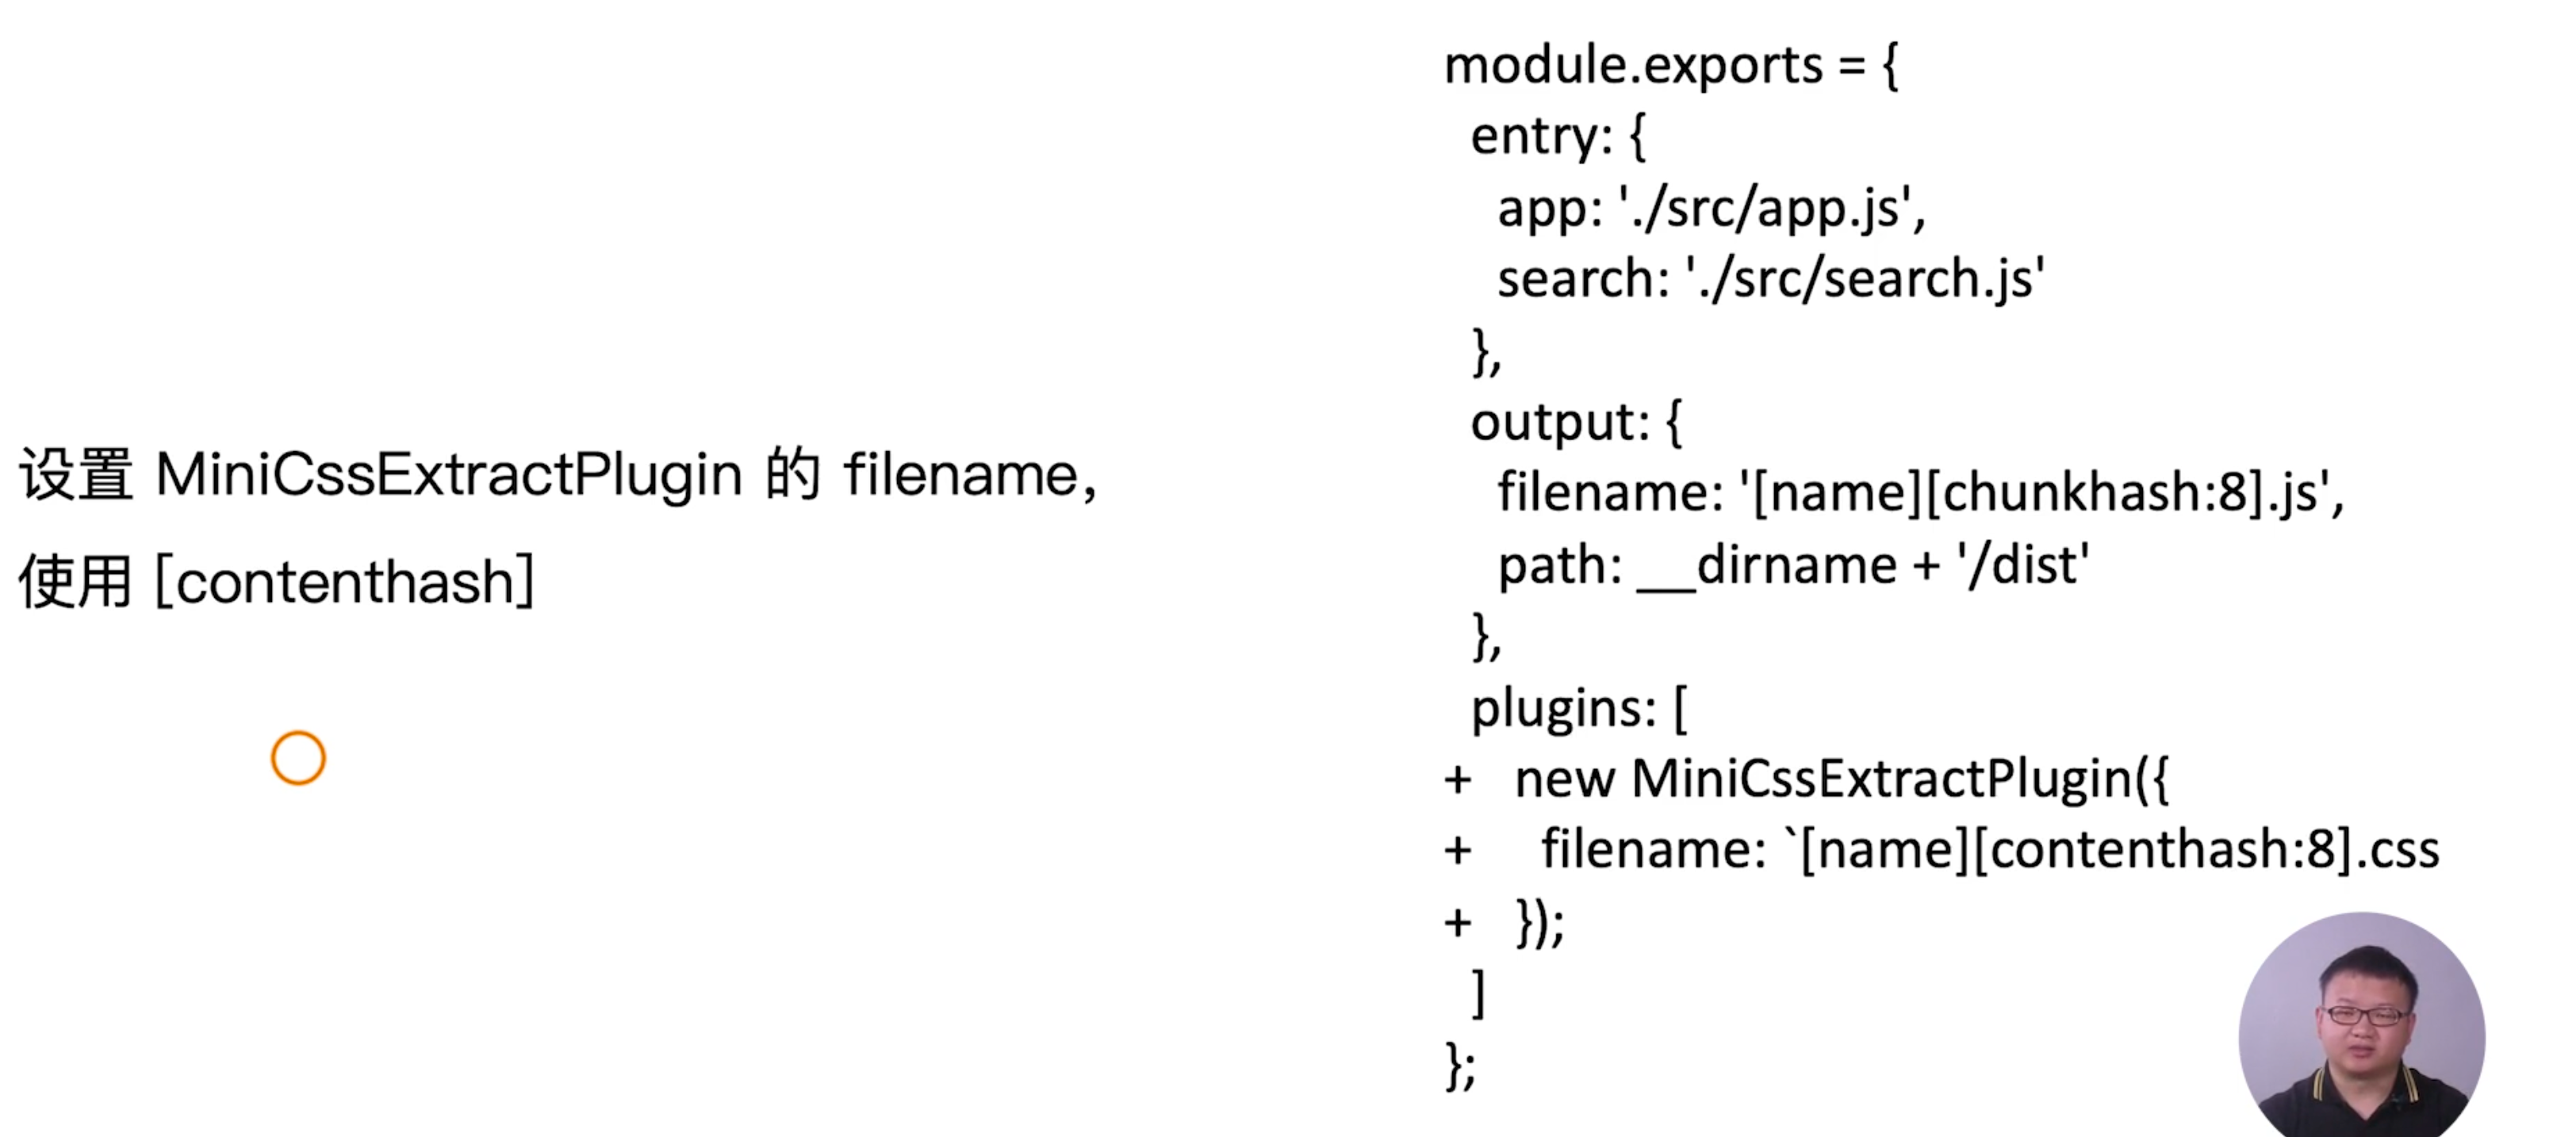 设置 MiniCssExtractPlugin 的 filename，
使用 [contenthash]
module.exports = {
  entry: {
    app: './src/app.js',
    search: './src/search.js'
  },
  output: {
    filename: '[name][chunkhash:8].js',
    path: __dirname + '/dist'
  },
  plugins: [
+   new MiniCssExtractPlugin({
+     filename: `[name][contenthash:8].css
+   });
  ]
};